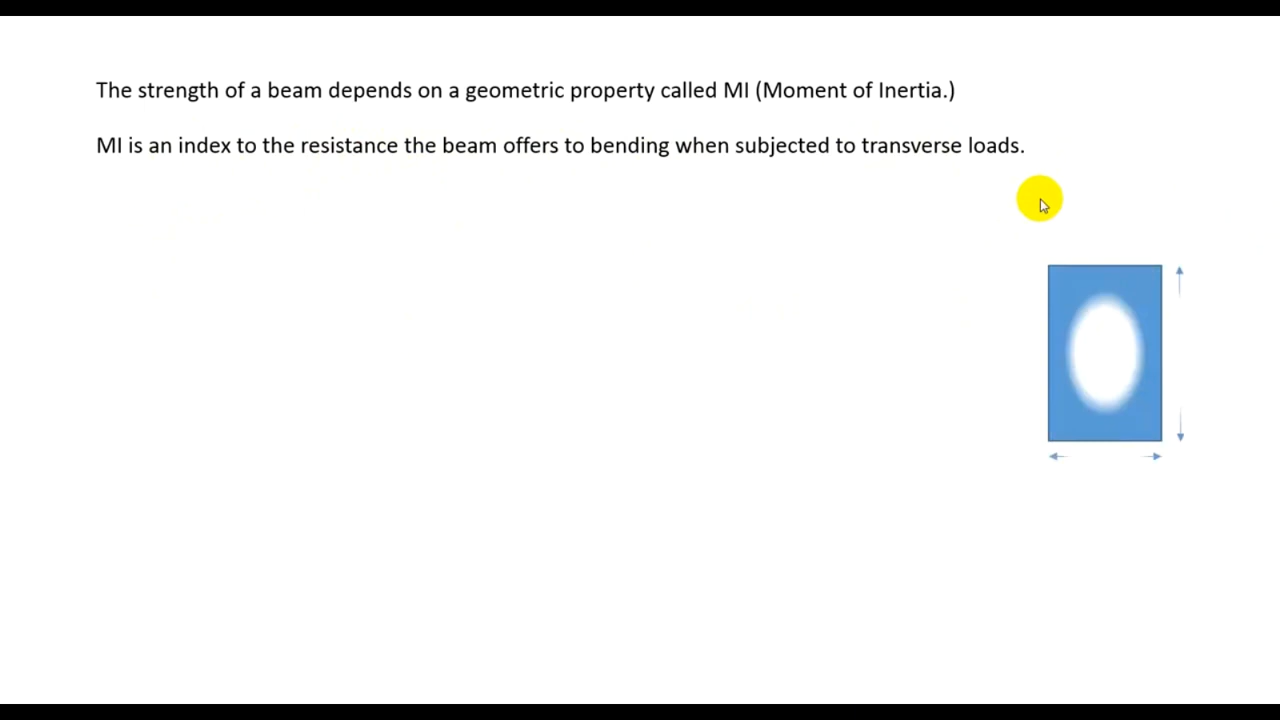 The strength of a beam depends on a geometric property called MI (Moment of Inertia.)
MI is an index to the resistance the beam offers to bending when subjected to transverse loads.